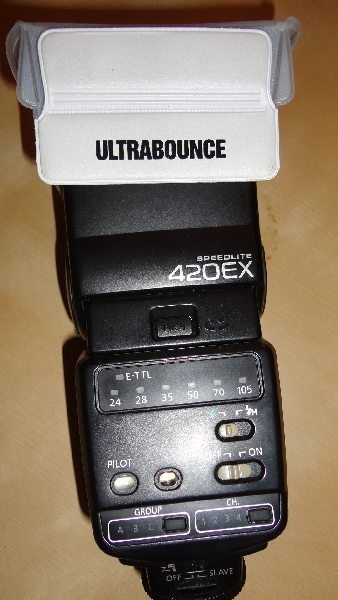 ULTRABOUNCE
SPEEDLITE
420EX
E-TTL
24 28 35 50 70 105
H
ON
PILOT
GROUP CH.
A B C 1 2 3 4
OFF SLAVE